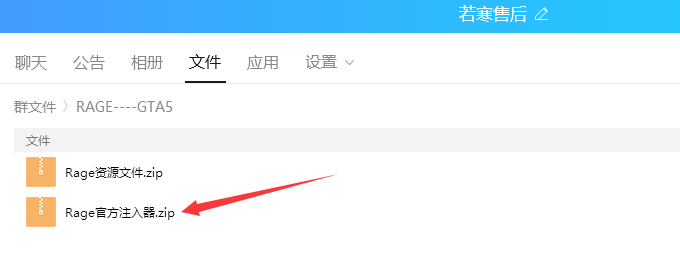 若寒售后
聊天 公告 相册 文件 应用 设置
群文件 〉RAGE----GTA5
文件
Rage资源文件.zip
Rage官方注入器.zip